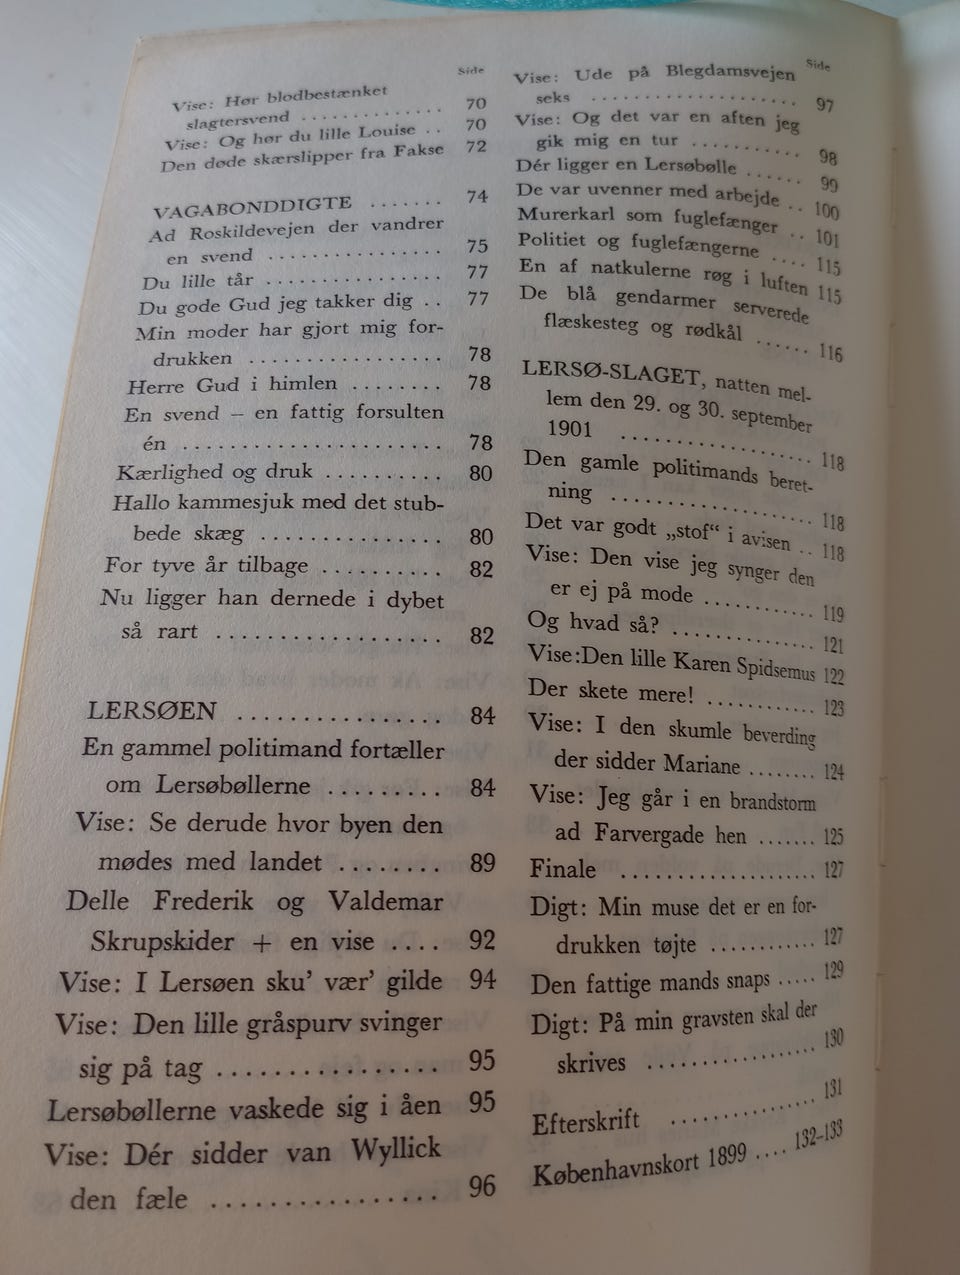 Side
Vise: Hør blodbestænket
slagtersvend . . . . . . . . . . . . . 70
Vise: Og hør du lille Louise . . 70
Den døde skærslipper fra Fakse 72
VAGABONDDIGTE . . . . . . . 74
Ad Roskildevejen der vandrer
en svend . . . . . . . . . . . . . . . . 75
Du lille tår . . . . . . . . . . . . . . . 77
Du gode Gud jeg takker dig . . 77
Min moder har gjort mig for-
drukken . . . . . . . . . . . . . . . . . 78
Herre Gud i himlen . . . . . . . . 78
En svend – en fattig forsulten
én . . . . . . . . . . . . . . . . . . . . . . 78
Kærlighed og druk . . . . . . . . . . 80
Hallo kammesjuk med det stub-
bede skæg . . . . . . . . . . . . . . . 80
For tyve år tilbage . . . . . . . . . . 82
Nu ligger han dernede i dybet
så rart . . . . . . . . . . . . . . . . . . 82
LERSØEN . . . . . . . . . . . . . . . . 84
En gammel politimand fortæller
om Lersøbøllerne . . . . . . . . . 84
Vise: Se derude hvor byen den
mødes med landet . . . . . . . . 89
Delle Frederik og Valdemar
Skrupskider + en vise . . . . 92
Vise: I Lersøen sku’ vær’ gilde 94
Vise: Den lille gråspurv svinger
sig på tag . . . . . . . . . . . . . . . . 95
Lersøbøllerne vaskede sig i åen 95
Vise: Dér sidder van Wyllick
den fæle . . . . . . . . . . . . . . . . . 96
Side
Vise: Ude på Blegdamsvejen
seks . . . . . . . . . . . . . . . . . . . . 97
Vise: Og det var en aften jeg
gik mig en tur . . . . . . . . . . . 98
Dér ligger en Lersøbølle . . . . . . 99
De var uvenner med arbejde . . 100
Murerkarl som fuglefænger . . 101
Politiet og fuglefængerne . . . . 115
En af natkulerne røg i luften 115
De blå gendarmer serverede
flæskesteg og rødkål . . . . . . 116
LERSØ-SLAGET, natten mel-
lem den 29. og 30. september
1901 . . . . . . . . . . . . . . . . . . 118
Den gamle politimands beret-
ning . . . . . . . . . . . . . . . . . . . 118
Det var godt „stof“ i avisen . . 118
Vise: Den vise jeg synger den
er ej på mode . . . . . . . . . . . . 119
Og hvad så? . . . . . . . . . . . . . . . 121
Vise:Den lille Karen Spidsemus 122
Der skete mere! . . . . . . . . . . . . 123
Vise: I den skumle beverding
der sidder Mariane . . . . . . . . 124
Vise: Jeg går i en brandstorm
ad Farvergade hen . . . . . . . 125
Finale . . . . . . . . . . . . . . . . . . . . 127
Digt: Min muse det er en for-
drukken tøjte . . . . . . . . . . . . 127
Den fattige mands snaps . . . . . 129
Digt: På min gravsten skal der
skrives . . . . . . . . . . . . . . . . . 130
Efterskrift . . . . . . . . . . . . . . . 131
Københavnskort 1899 . . . . 132–133